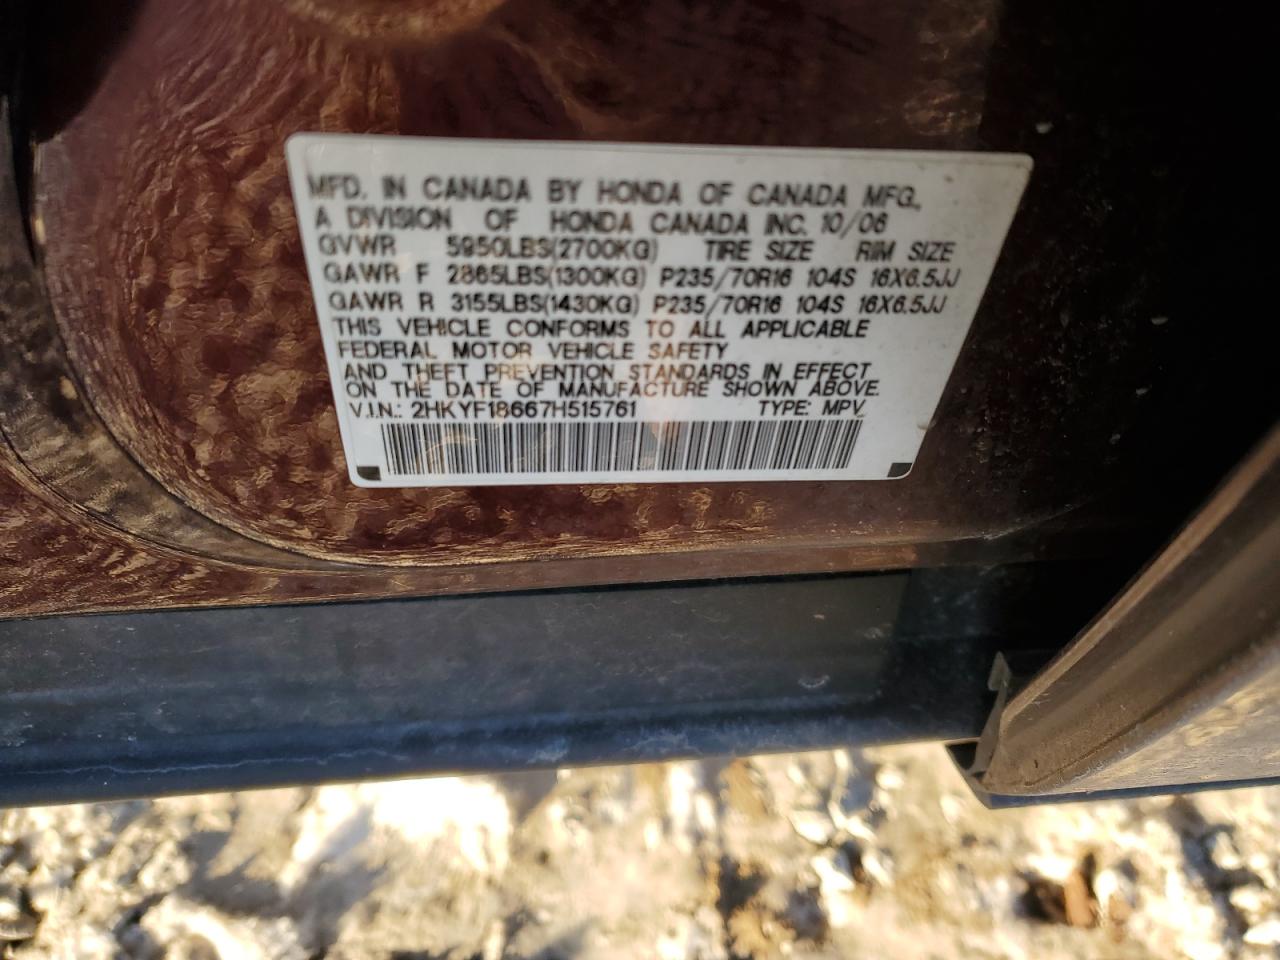 MFD. IN CANADA BY HONDA OF CANADA MFG.,
A DIVISION OF HONDA CANADA INC. 10/06
GVWR 5950LBS(2700KG) TIRE SIZE RIM SIZE
GAWR F 2865LBS(1300KG) P235/70R16 104S 16X6.5JJ
GAWR R 3155LBS(1430KG) P235/70R16 104S 16X6.5JJ
THIS VEHICLE CONFORMS TO ALL APPLICABLE
FEDERAL MOTOR VEHICLE SAFETY
AND THEFT PREVENTION STANDARDS IN EFFECT
ON THE DATE OF MANUFACTURE SHOWN ABOVE.
V.I.N.: 2HKYF18667H515761 TYPE: MPV